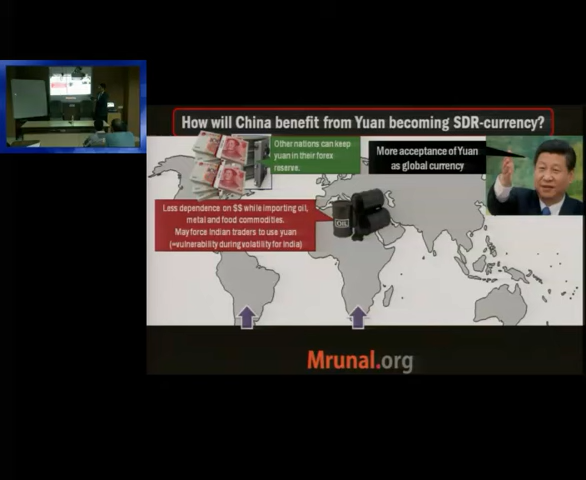 How will China benefit from Yuan becoming SDR-currency?
Other nations can keep
yuan in their forex
reserve.
More acceptance of Yuan
as global currency
Less dependence on $$ while importing oil,
metal and food commodities.
May force Indian traders to use yuan
(=vulnerability during volatility for India)
OIL
Mrunal.org